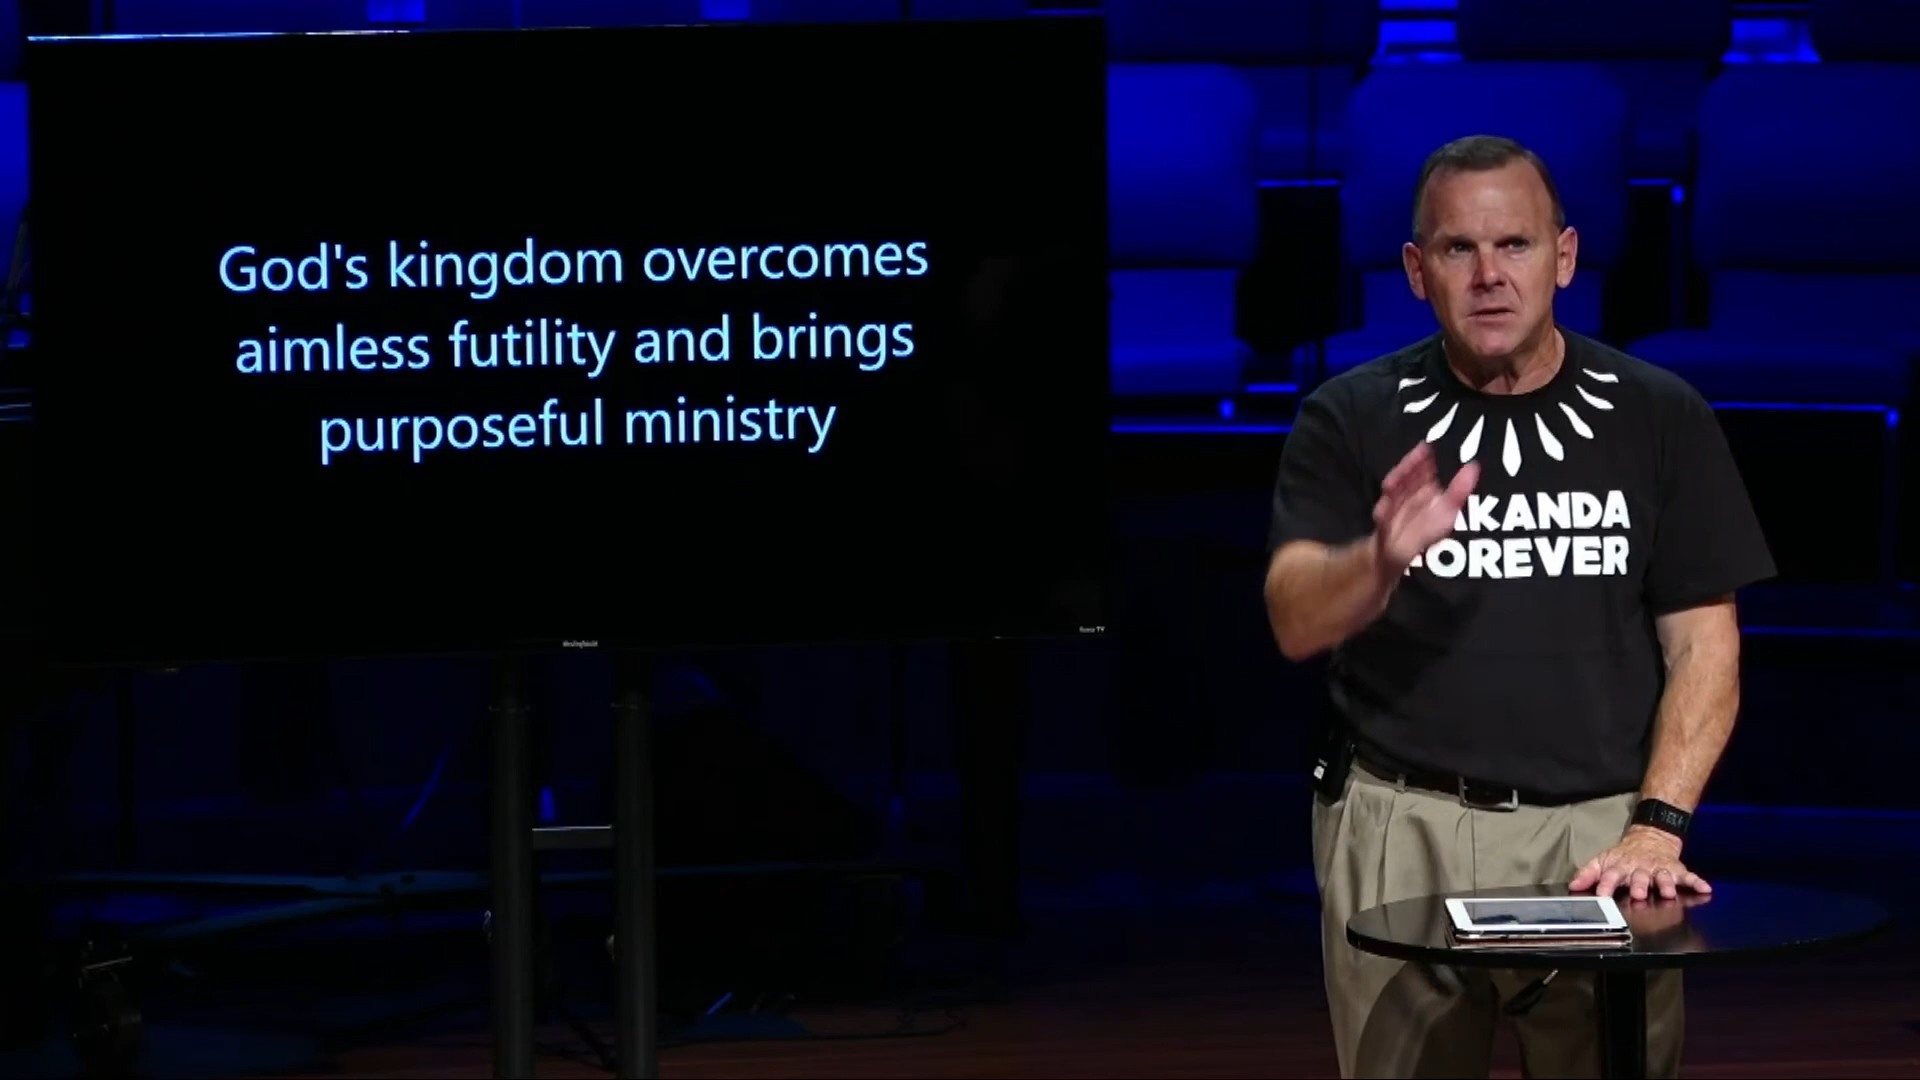 God's kingdom overcomes
aimless futility and brings
purposeful ministry
AKANDA
FOREVER